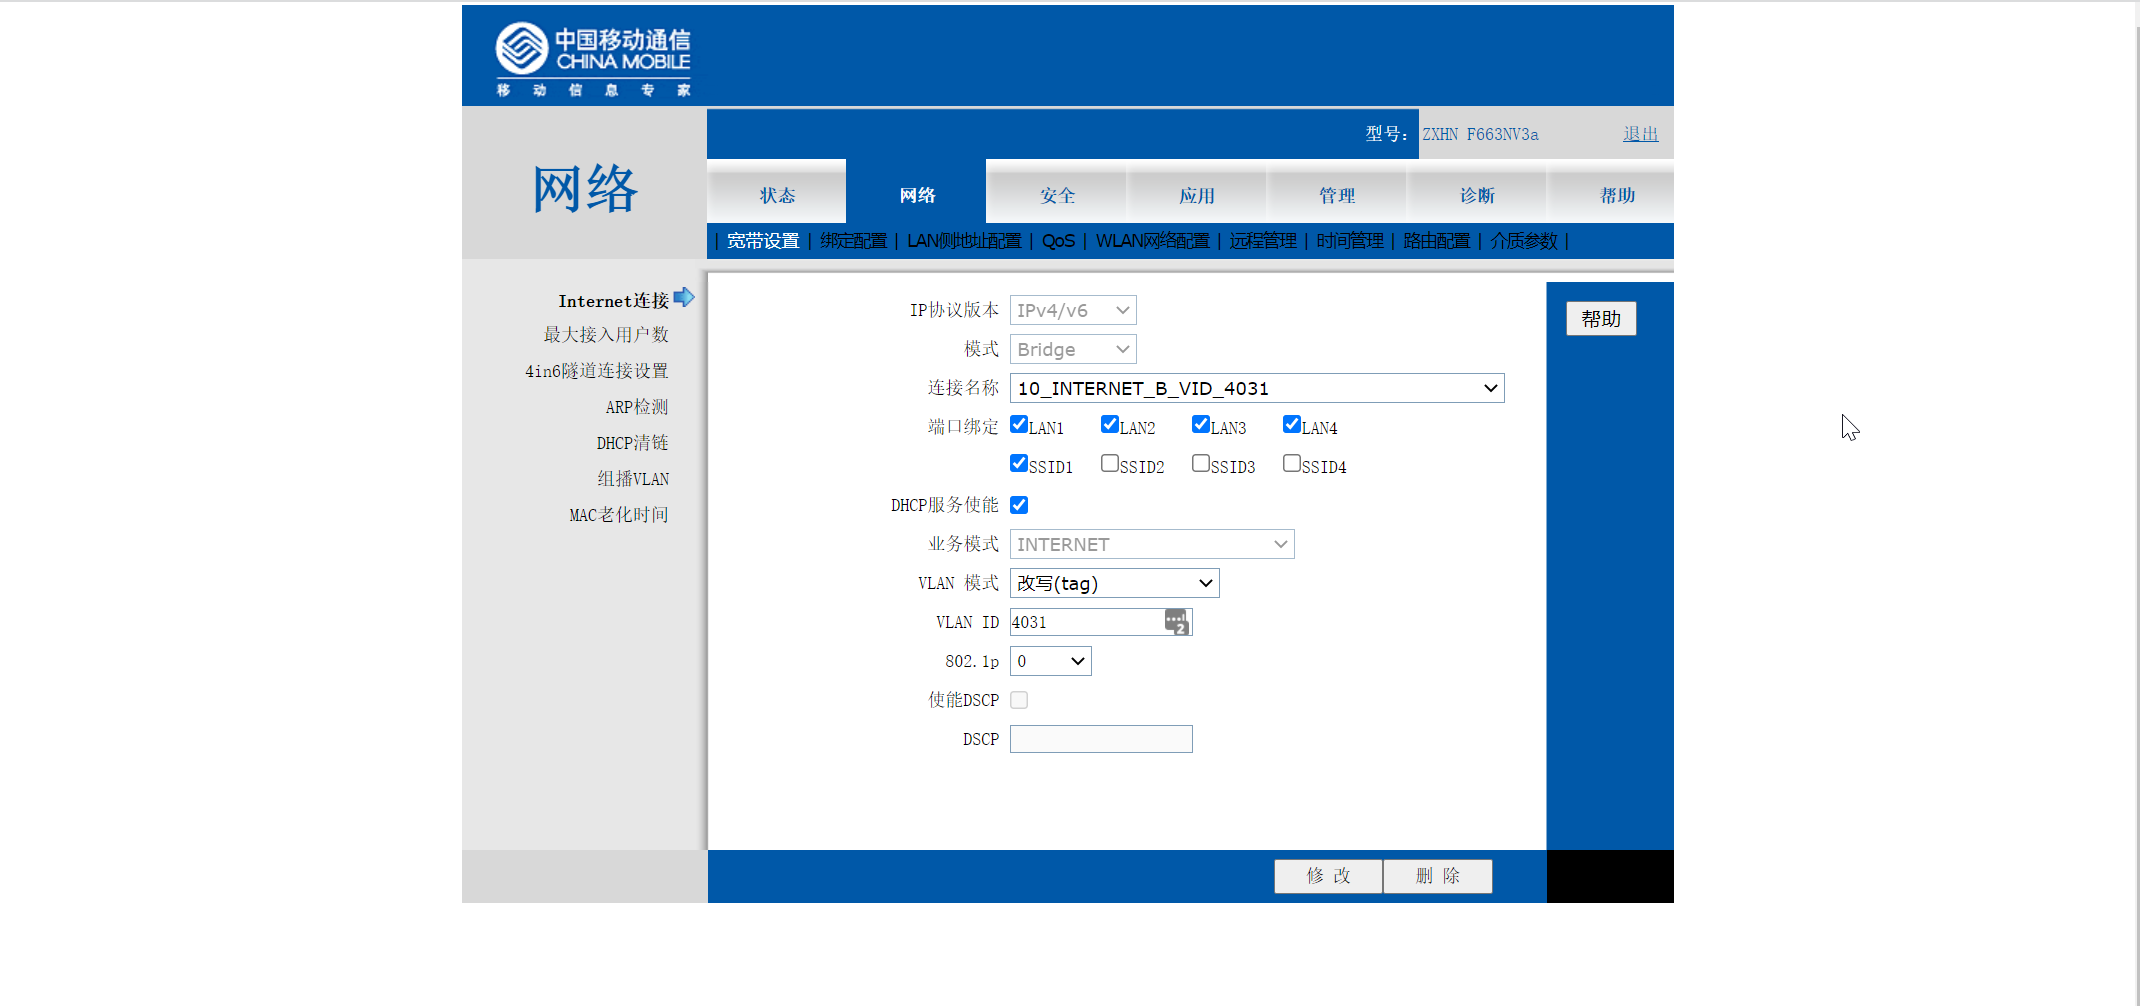 中国移动通信
CHINA MOBILE
移动信息专家
型号： ZXHN F663NV3a 退出
网络
状态 网络 安全 应用 管理 诊断 帮助
| 宽带设置 | 绑定配置 | LAN侧地址配置 | QoS | WLAN网络配置 | 远程管理 | 时间管理 | 路由配置 | 介质参数 |
Internet连接
最大接入用户数
4in6隧道连接设置
ARP检测
DHCP清链
组播VLAN
MAC老化时间
IP协议版本 IPv4/v6
模式 Bridge
连接名称 10_INTERNET_B_VID_4031
端口绑定 LAN1 LAN2 LAN3 LAN4
SSID1 SSID2 SSID3 SSID4
DHCP服务使能
业务模式 INTERNET
VLAN 模式 改写(tag)
VLAN ID 4031 2
802.1p 0
使能DSCP
DSCP
帮助
修 改 删 除